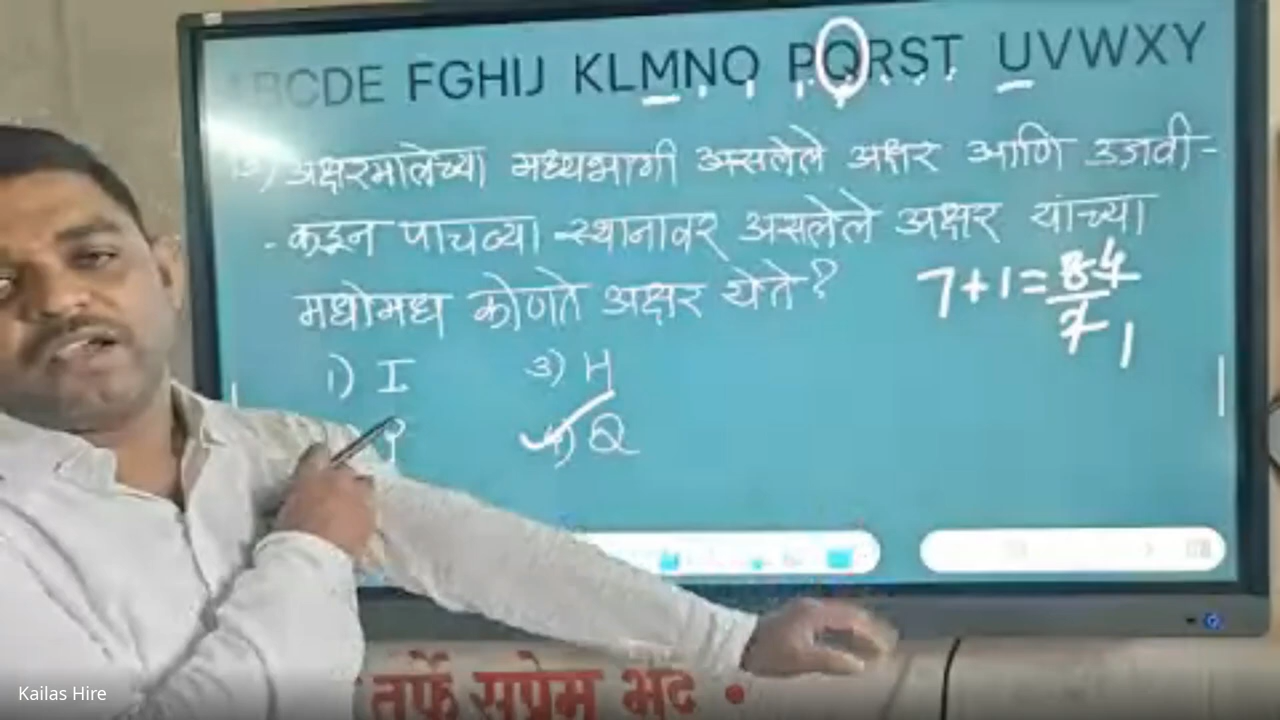 BCDE FGHIJ KLMNO PQRST UVWXY
अक्षरमालेच्या मध्यभागी असलेले अक्षर आणि उजवी-
- कडून पाचव्या स्थानावर असलेले अक्षर यांच्या
मधोमध कोणते अक्षर येते?
7+1=
1) I 3) H
4) Q
तर्फे सप्रेम भेट •
Kailas Hire